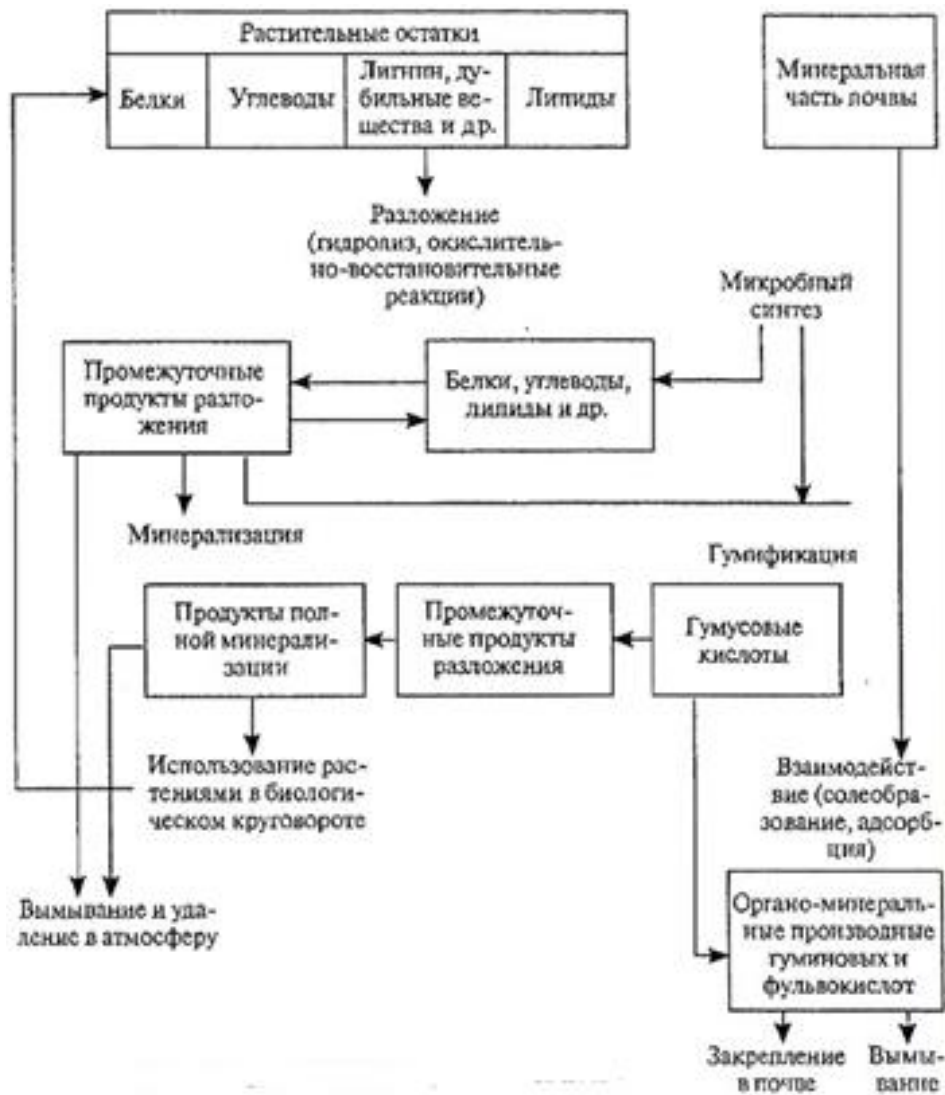 Растительные остатки
Белки
Углеводы
Лигнин, ду-
бильные ве-
щества и др.
Липиды
Минеральная
часть почвы
Разложение
(гидролиз, окислитель-
но-восстановительные
реакции)
Микробный
синтез
Промежуточные
продукты разло-
жения
Белки, углеводы,
липиды и др.
Минерализация
Гумификация
Продукты пол-
ной минерали-
зации
Промежуточ-
ные продукты
разложения
Гумусовые
кислоты
Использование рас-
тениями в биологи-
ческом круговороте
Взаимодейст-
вие (солеобра-
зование, адсорб-
ция)
Вымывание и уда-
ление в атмосферу
Органо-минераль-
ные производные
гуминовых и
фульвокислот
Закрепление
в почве
Вымы-
вание